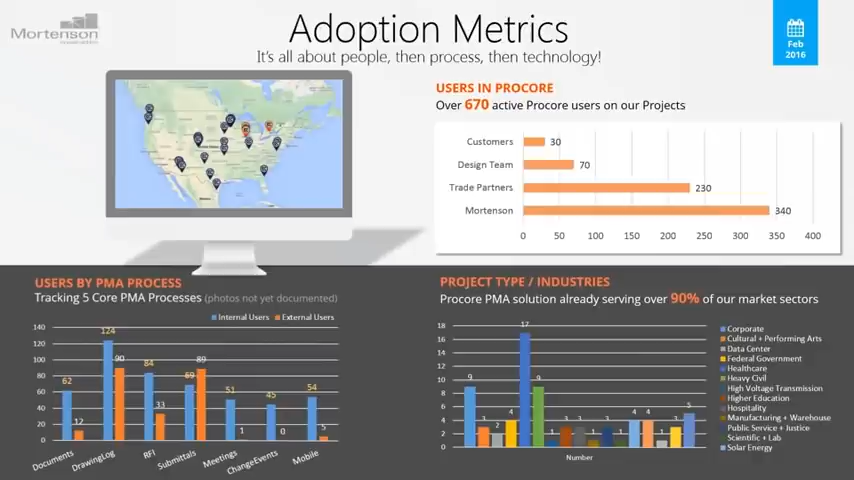 Mortenson
construction
Adoption Metrics
It's all about people, then process, then technology!
Feb
2016
USERS IN PROCORE
Over 670 active Procore users on our Projects
Customers 30
Design Team 70
Trade Partners 230
Mortenson 340
0 50 100 150 200 250 300 350 400
USERS BY PMA PROCESS
Tracking 5 Core PMA Processes (photos not yet documented)
Internal Users External Users
140
120
100
80
60
40
20
0
62 12 124 90 84 33 69 89 51 1 45 0 54 5
Documents DrawingLog RFI Submittals Meetings ChangeEvents Mobile
PROJECT TYPE / INDUSTRIES
Procore PMA solution already serving over 90% of our market sectors
18
16
14
12
10
8
6
4
2
0
9 3 2 4 17 9 1 3 3 1 3 1 4 4 1 3 5
Number
Corporate
Cultural + Performing Arts
Data Center
Federal Government
Healthcare
Heavy Civil
High Voltage Transmission
Higher Education
Hospitality
Manufacturing + Warehouse
Public Service + Justice
Scientific + Lab
Solar Energy